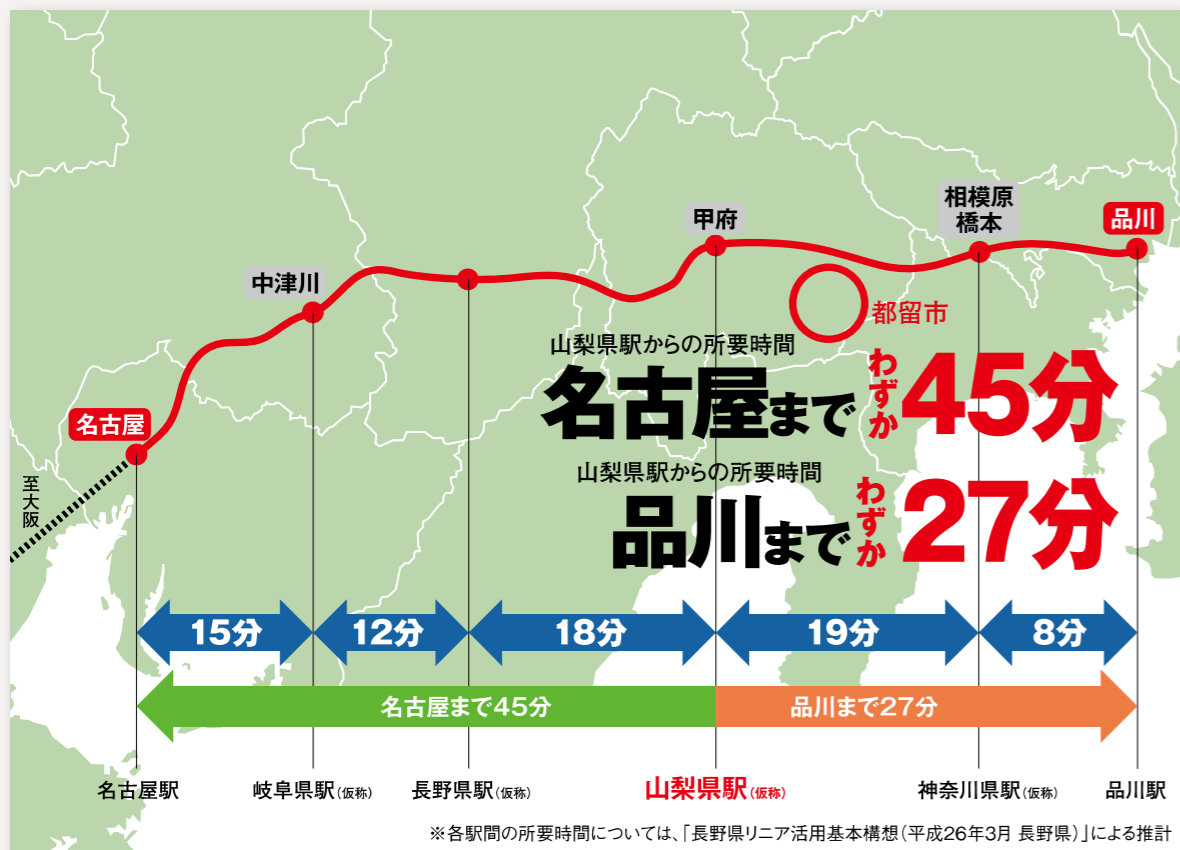 相模原
橋本
品川
甲府
中津川
都留市
名古屋
至大阪
山梨県駅からの所要時間
名古屋まで わずか 45分
山梨県駅からの所要時間
品川まで わずか 27分
15分 12分 18分 19分 8分
名古屋まで45分 品川まで27分
名古屋駅 岐阜県駅(仮称) 長野県駅(仮称) 山梨県駅(仮称) 神奈川県駅(仮称) 品川駅
※各駅間の所要時間については、「長野県リニア活用基本構想(平成26年3月 長野県)」による推計